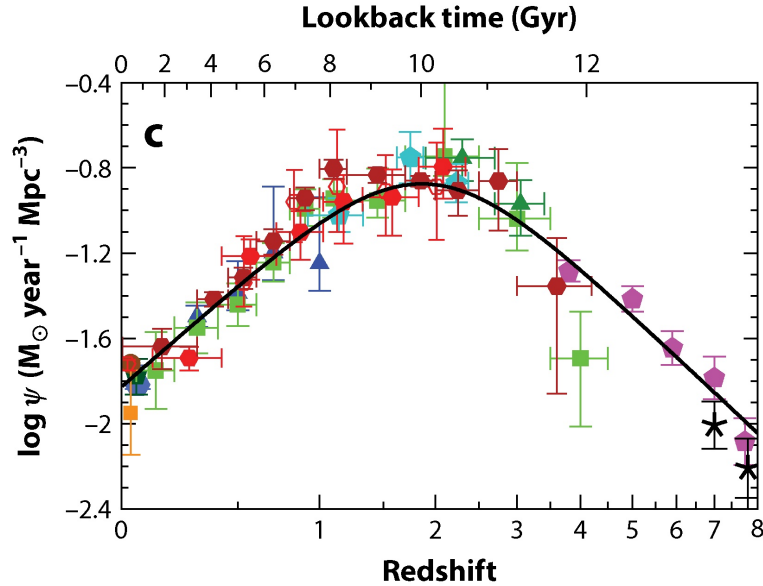 Lookback time (Gyr)
0 2 4 6 8 10 12
c
−0.4
−0.8
−1.2
−1.6
−2
−2.4
log ψ (M⊙ year−1 Mpc−3)
0 1 2 3 4 5 6 7 8
Redshift